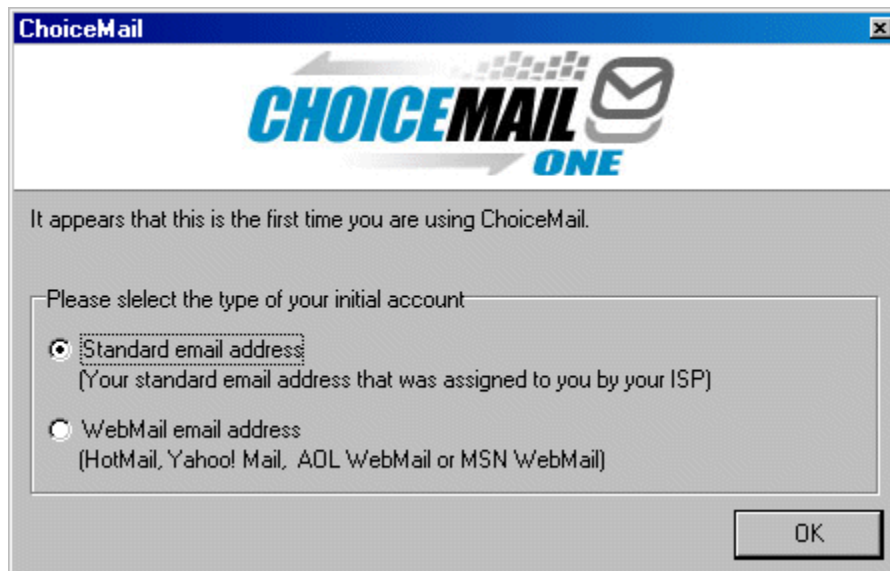 ChoiceMail
CHOICEMAIL
ONE
It appears that this is the first time you are using ChoiceMail.
Please slelect the type of your initial account
Standard email address
(Your standard email address that was assigned to you by your ISP)
WebMail email address
(HotMail, Yahoo! Mail,  AOL WebMail or MSN WebMail)
OK